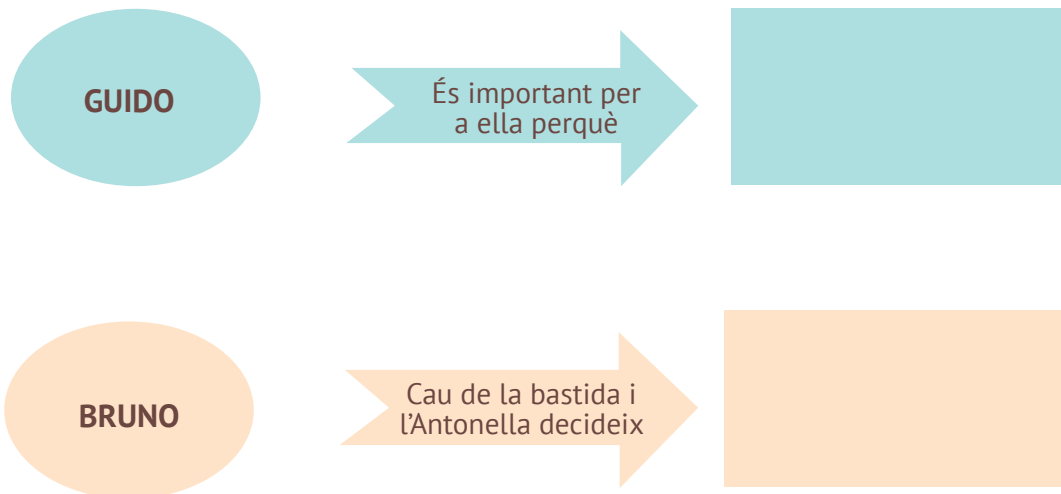 GUIDO
És important per
a ella perquè
BRUNO
Cau de la bastida i
l’Antonella decideix